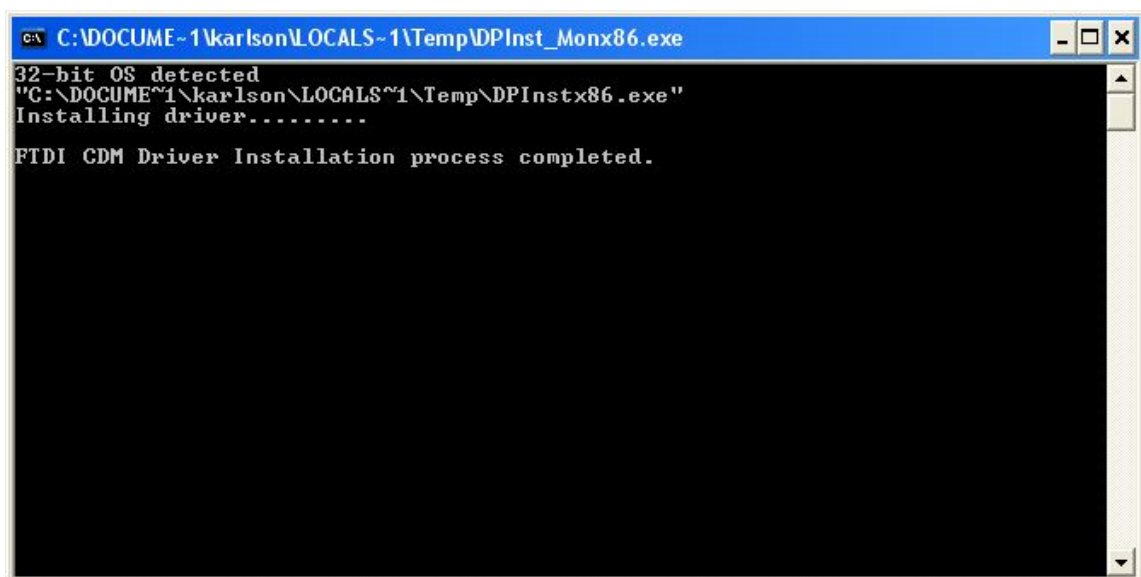 C:\DOCUME~1\karlson\LOCALS~1\Temp\DPInst_Monx86.exe
32-bit OS detected
"C:\DOCUME~1\karlson\LOCALS~1\Temp\DPInstx86.exe"
Installing driver.........
FTDI CDM Driver Installation process completed.